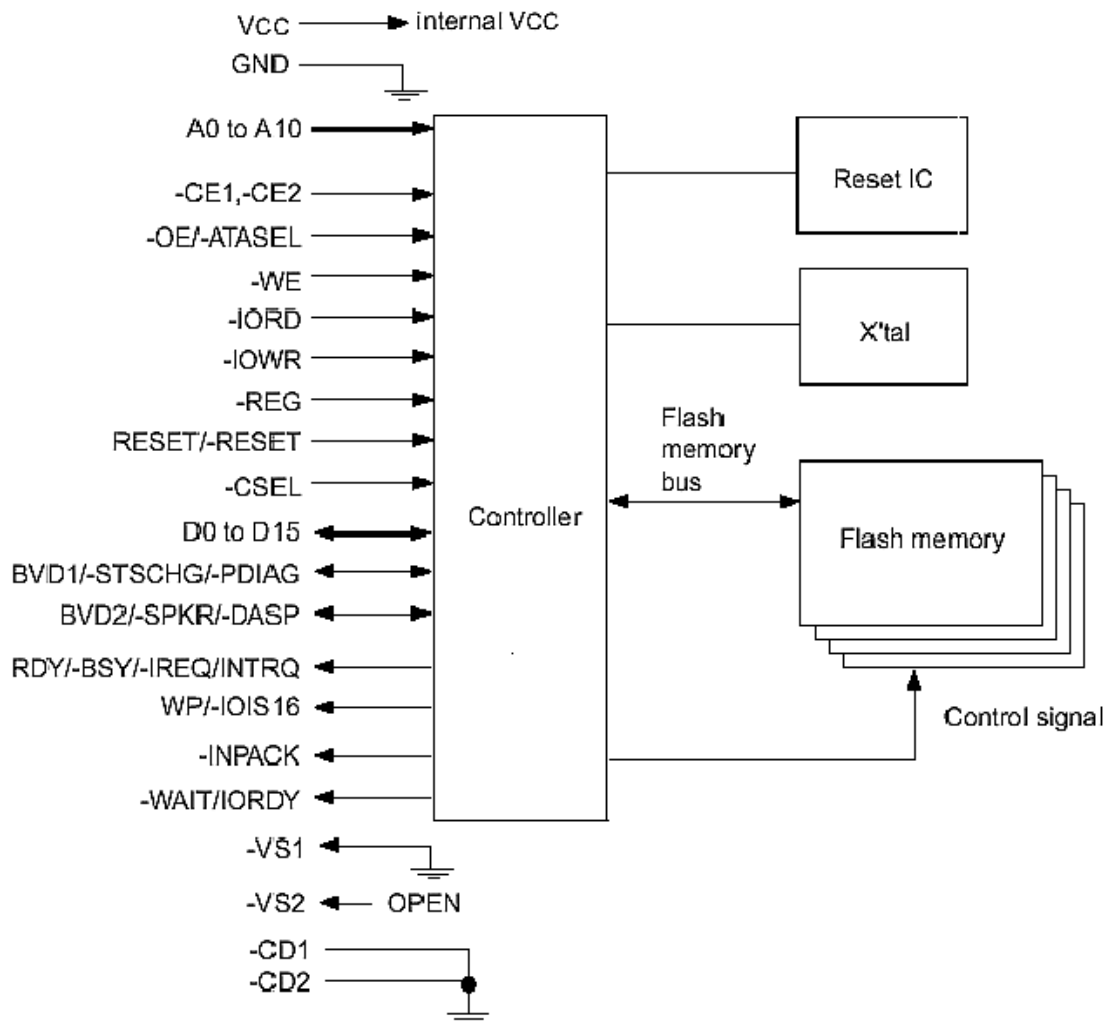 VCC
internal VCC
GND
A0 to A10
-CE1,-CE2
-OE/-ATASEL
-WE
-IORD
-IOWR
-REG
RESET/-RESET
-CSEL
D0 to D15
BVD1/-STSCHG/-PDIAG
BVD2/-SPKR/-DASP
RDY/-BSY/-IREQ/INTRQ
WP/-IOIS16
-INPACK
-WAIT/IORDY
-VS1
-VS2
OPEN
-CD1
-CD2
Controller
Reset IC
X'tal
Flash
memory
bus
Flash memory
Control signal